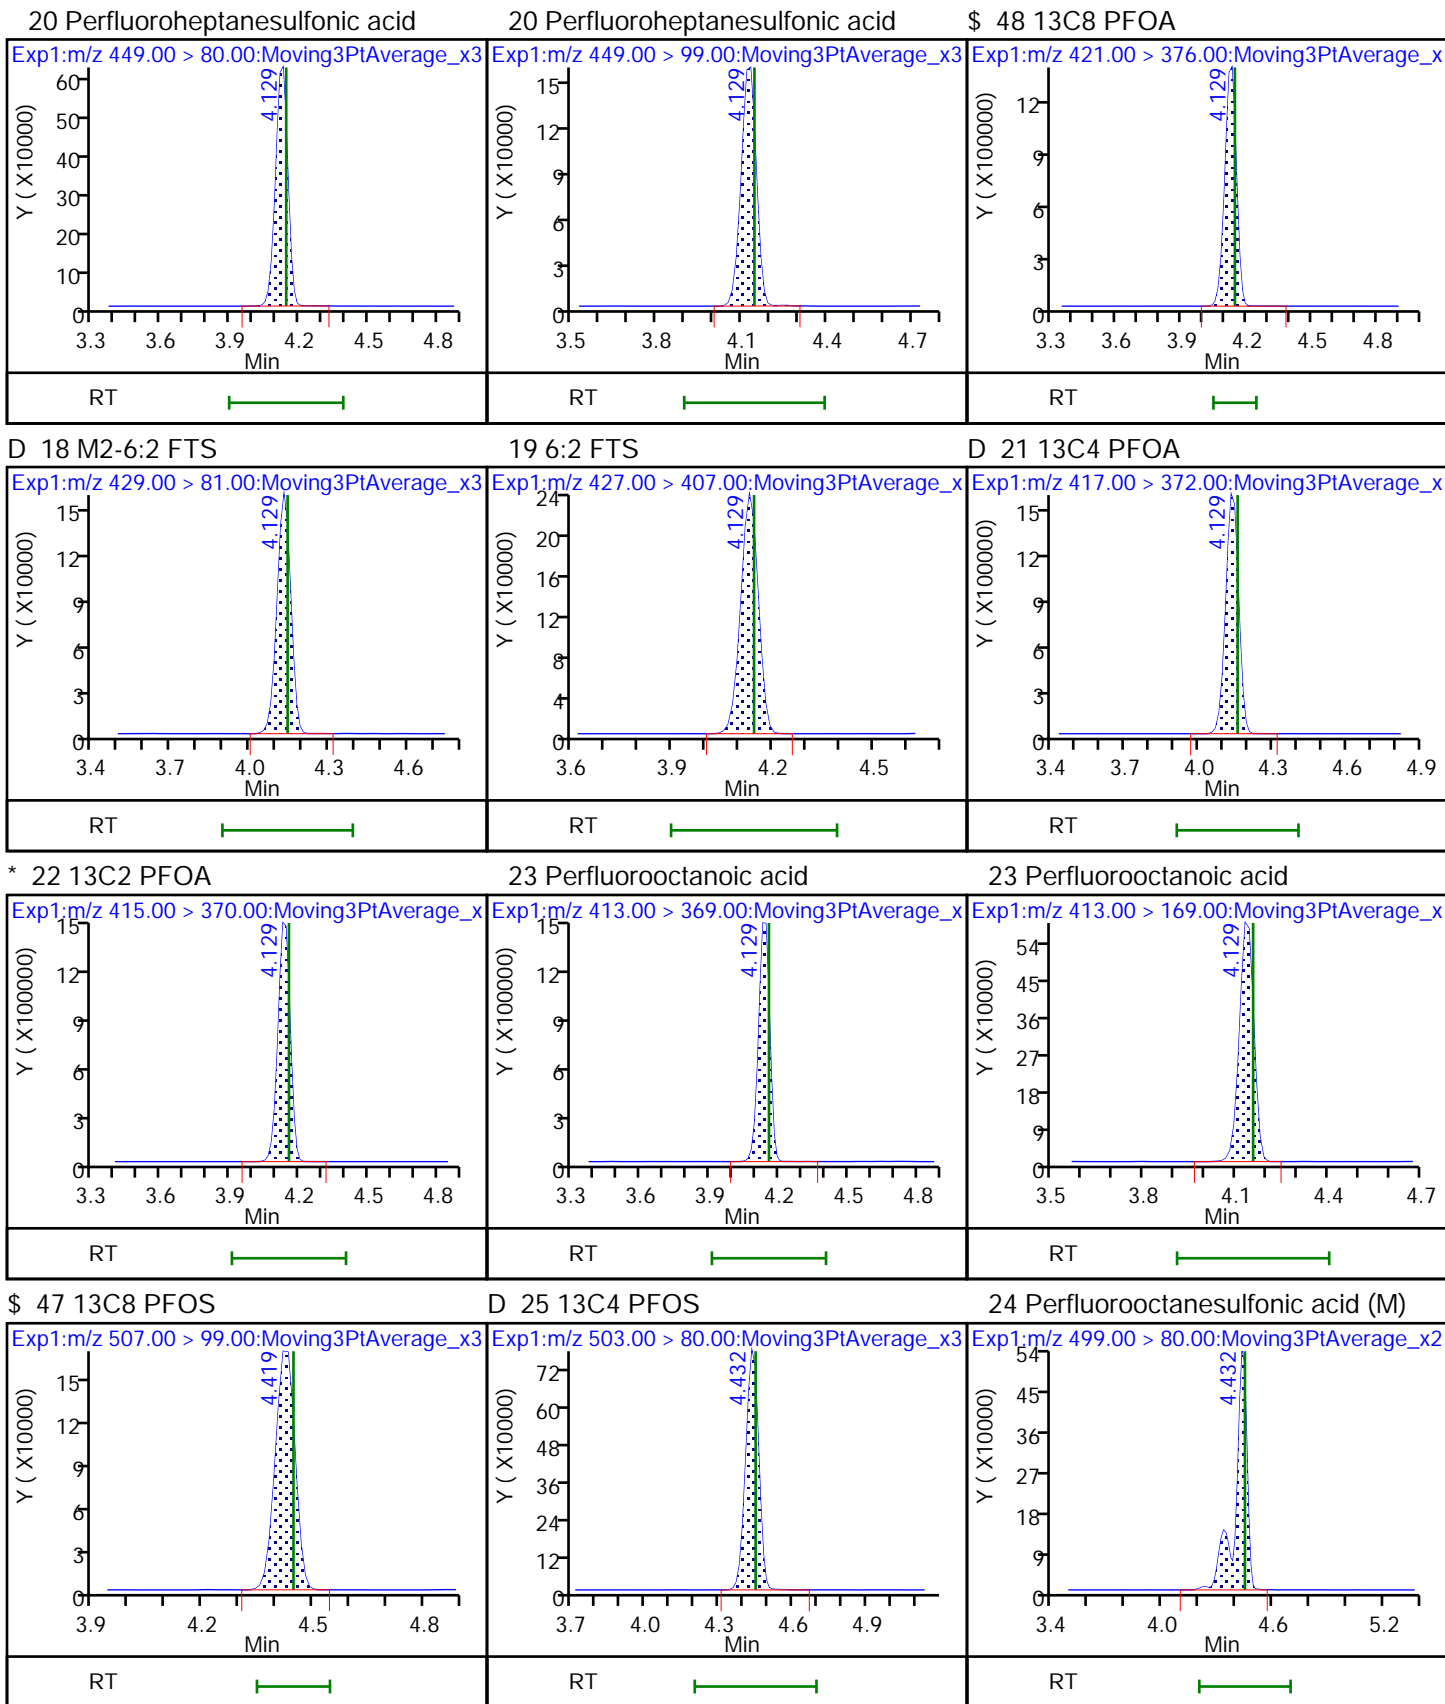 20 Perfluoroheptanesulfonic acid
Exp1:m/z 449.00 > 80.00:Moving3PtAverage_x3
4.129
Y ( X10000)
60
50
40
30
20
10
0
3.3 3.6 3.9 4.2 4.5 4.8
Min
RT
20 Perfluoroheptanesulfonic acid
Exp1:m/z 449.00 > 99.00:Moving3PtAverage_x3
4.129
Y ( X10000)
15
12
9
6
3
0
3.5 3.8 4.1 4.4 4.7
Min
RT
$ 48 13C8 PFOA
Exp1:m/z 421.00 > 376.00:Moving3PtAverage_x
4.129
Y ( X100000)
12
9
6
3
0
3.3 3.6 3.9 4.2 4.5 4.8
Min
RT
D 18 M2-6:2 FTS
Exp1:m/z 429.00 > 81.00:Moving3PtAverage_x3
4.129
Y ( X10000)
15
12
9
6
3
0
3.4 3.7 4.0 4.3 4.6
Min
RT
19 6:2 FTS
Exp1:m/z 427.00 > 407.00:Moving3PtAverage_x
4.129
Y ( X10000)
24
20
16
12
8
4
0
3.6 3.9 4.2 4.5
Min
RT
D 21 13C4 PFOA
Exp1:m/z 417.00 > 372.00:Moving3PtAverage_x
4.129
Y ( X100000)
15
12
9
6
3
0
3.4 3.7 4.0 4.3 4.6 4.9
Min
RT
* 22 13C2 PFOA
Exp1:m/z 415.00 > 370.00:Moving3PtAverage_x
4.129
Y ( X100000)
15
12
9
6
3
0
3.3 3.6 3.9 4.2 4.5 4.8
Min
RT
23 Perfluorooctanoic acid
Exp1:m/z 413.00 > 369.00:Moving3PtAverage_x
4.129
Y ( X100000)
15
12
9
6
3
0
3.3 3.6 3.9 4.2 4.5 4.8
Min
RT
23 Perfluorooctanoic acid
Exp1:m/z 413.00 > 169.00:Moving3PtAverage_x
4.129
Y ( X10000)
54
45
36
27
18
9
0
3.5 3.8 4.1 4.4 4.7
Min
RT
$ 47 13C8 PFOS
Exp1:m/z 507.00 > 99.00:Moving3PtAverage_x3
4.419
Y ( X10000)
15
12
9
6
3
0
3.9 4.2 4.5 4.8
Min
RT
D 25 13C4 PFOS
Exp1:m/z 503.00 > 80.00:Moving3PtAverage_x3
4.432
Y ( X10000)
72
60
48
36
24
12
0
3.7 4.0 4.3 4.6 4.9
Min
RT
24 Perfluorooctanesulfonic acid (M)
Exp1:m/z 499.00 > 80.00:Moving3PtAverage_x2
4.432
Y ( X10000)
54
45
36
27
18
9
0
3.4 4.0 4.6 5.2
Min
RT